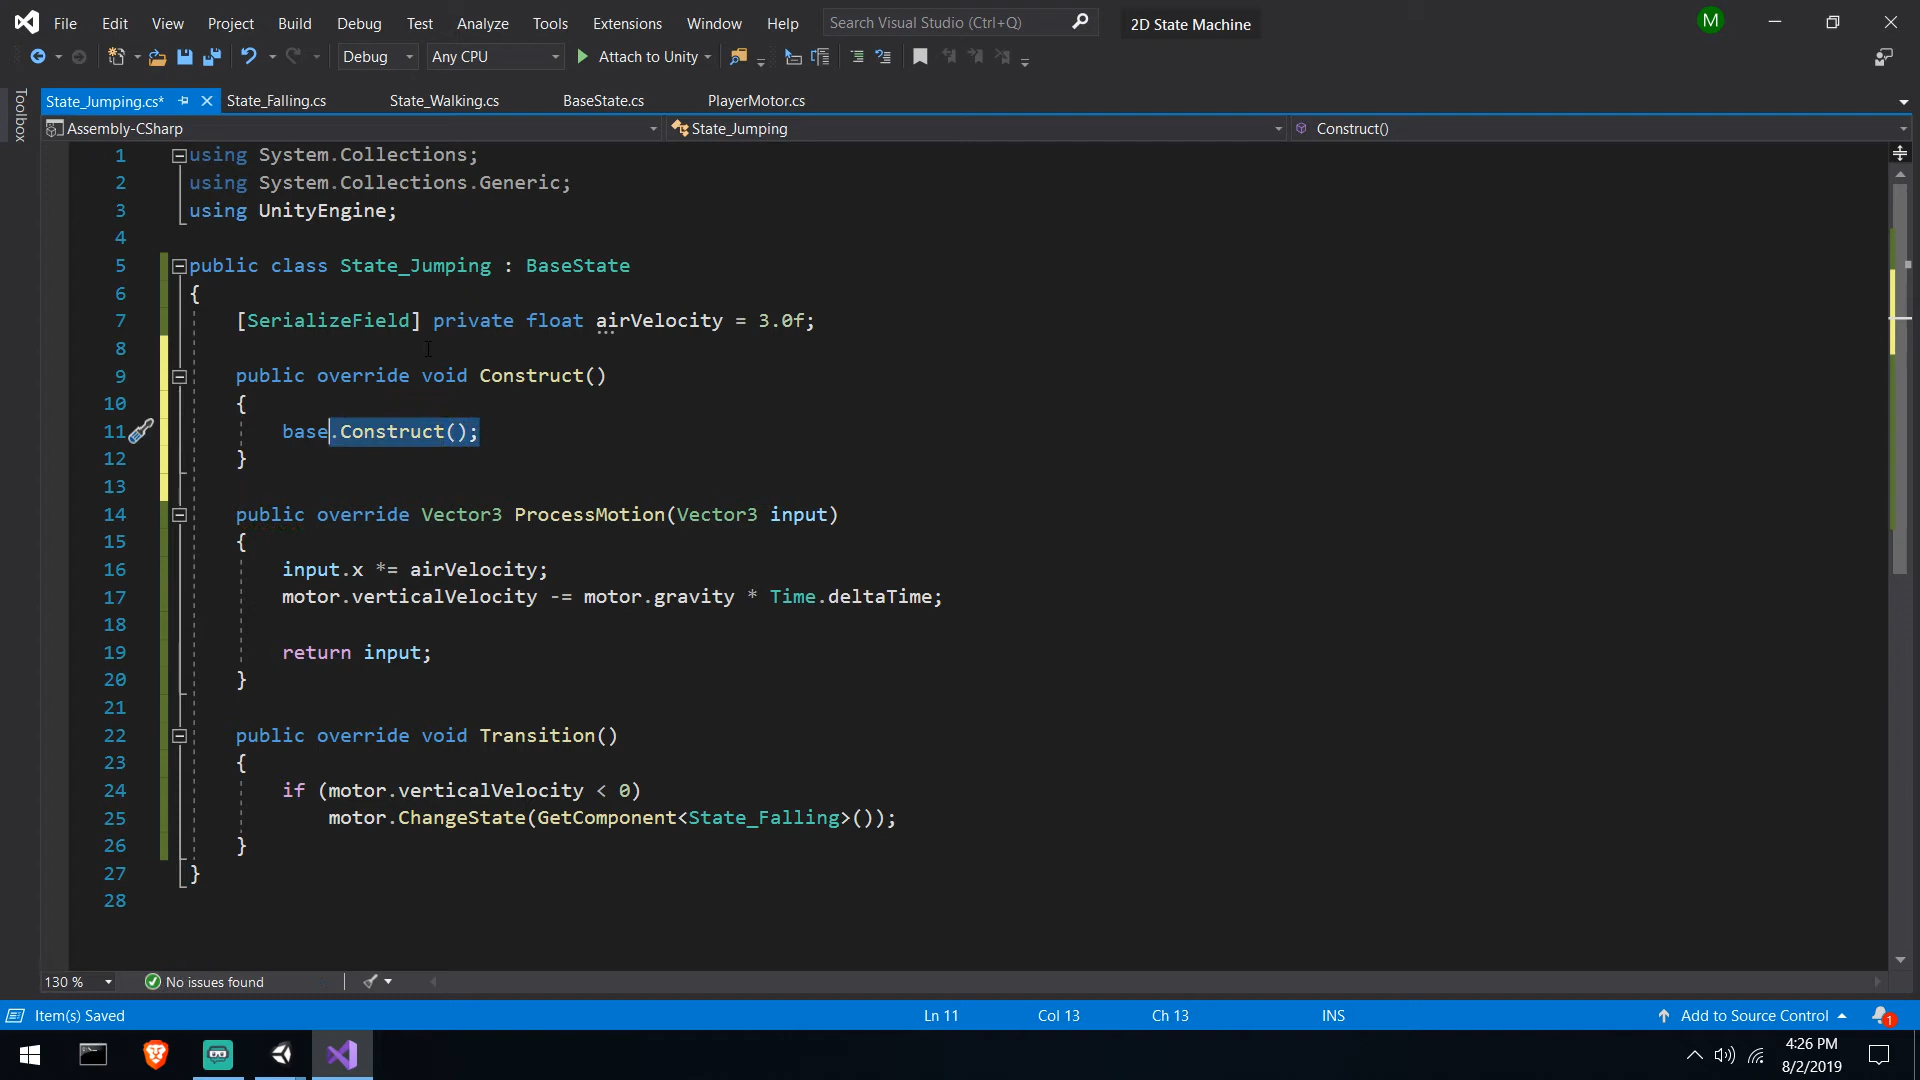 File Edit View Project Build Debug Test Analyze Tools Extensions Window Help Search Visual Studio (Ctrl+Q) 2D State Machine M
Debug Any CPU Attach to Unity
Toolbox
State_Jumping.cs* State_Falling.cs State_Walking.cs BaseState.cs PlayerMotor.cs
Assembly-CSharp State_Jumping Construct()
1 using System.Collections;
2 using System.Collections.Generic;
3 using UnityEngine;
4
5 public class State_Jumping : BaseState
6 {
7 [SerializeField] private float airVelocity = 3.0f;
8
9 public override void Construct()
10 {
11 base.Construct();
12 }
13
14 public override Vector3 ProcessMotion(Vector3 input)
15 {
16 input.x *= airVelocity;
17 motor.verticalVelocity -= motor.gravity * Time.deltaTime;
18
19 return input;
20 }
21
22 public override void Transition()
23 {
24 if (motor.verticalVelocity < 0)
25 motor.ChangeState(GetComponent<State_Falling>());
26 }
27 }
28
130 % No issues found
Item(s) Saved Ln 11 Col 13 Ch 13 INS Add to Source Control 1
4:26 PM
8/2/2019